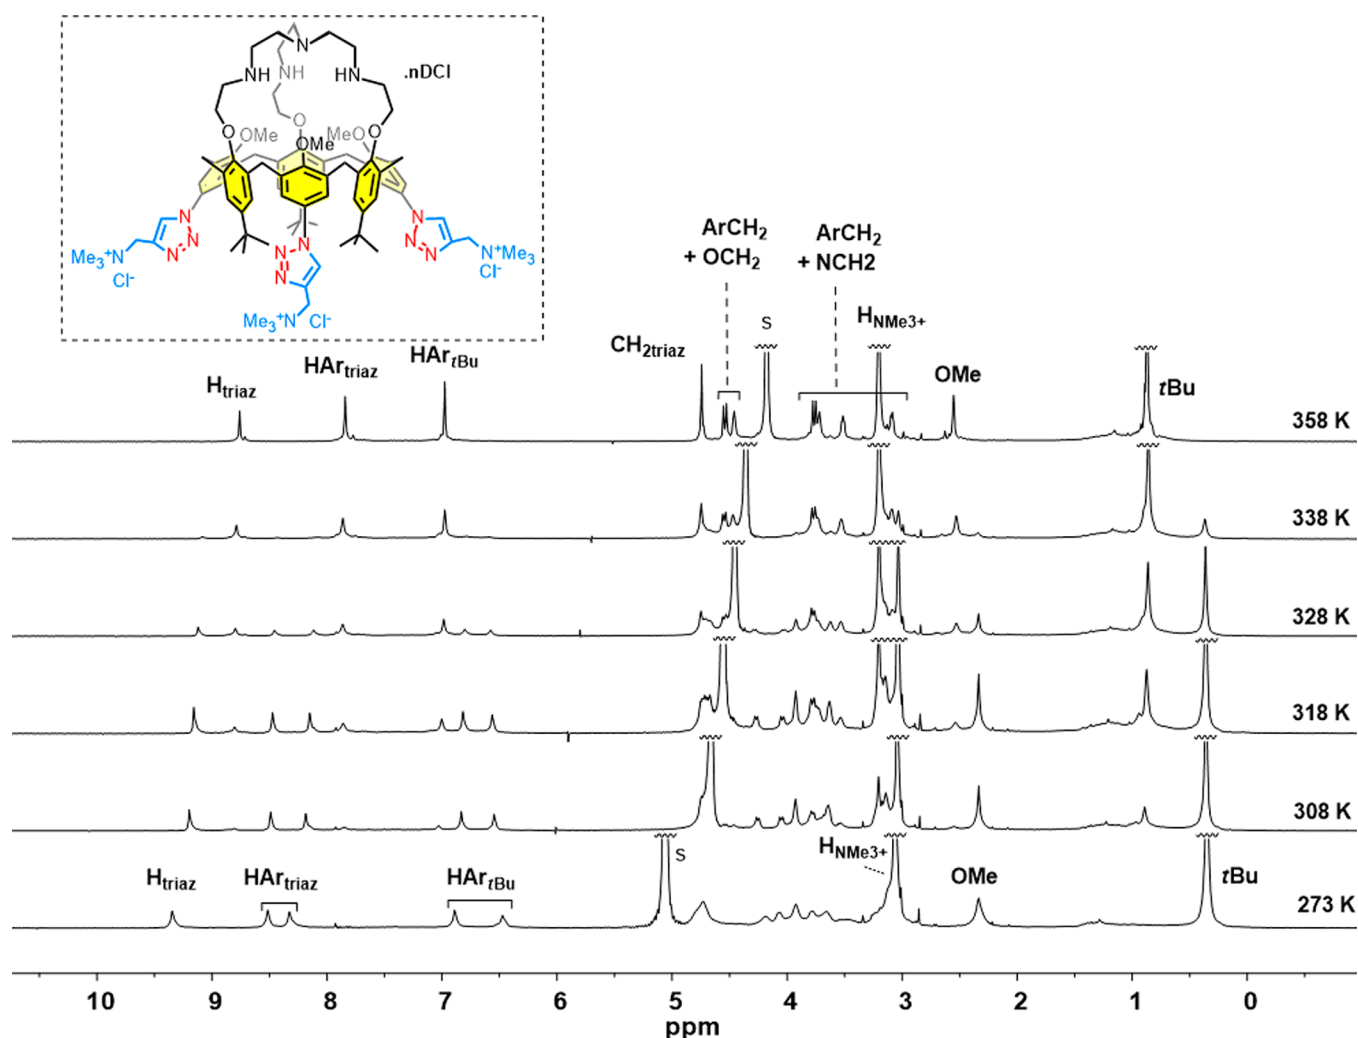 N
NH NH HN
.nDCl
O O O
OMe OMe MeO
N N N
N N N
N N N
Me3+N N+Me3
Cl- Cl-
Me3+N Cl-
ArCH2 + OCH2
ArCH2 + NCH2
S
HNMe3+
CH2triaz
OMe
tBu
HArtBu
HArtriaz
Htriaz
358 K
338 K
328 K
318 K
308 K
HNMe3+
S
OMe
tBu
Htriaz
HArtriaz
HArtBu
273 K
10 9 8 7 6 5 4 3 2 1 0
ppm